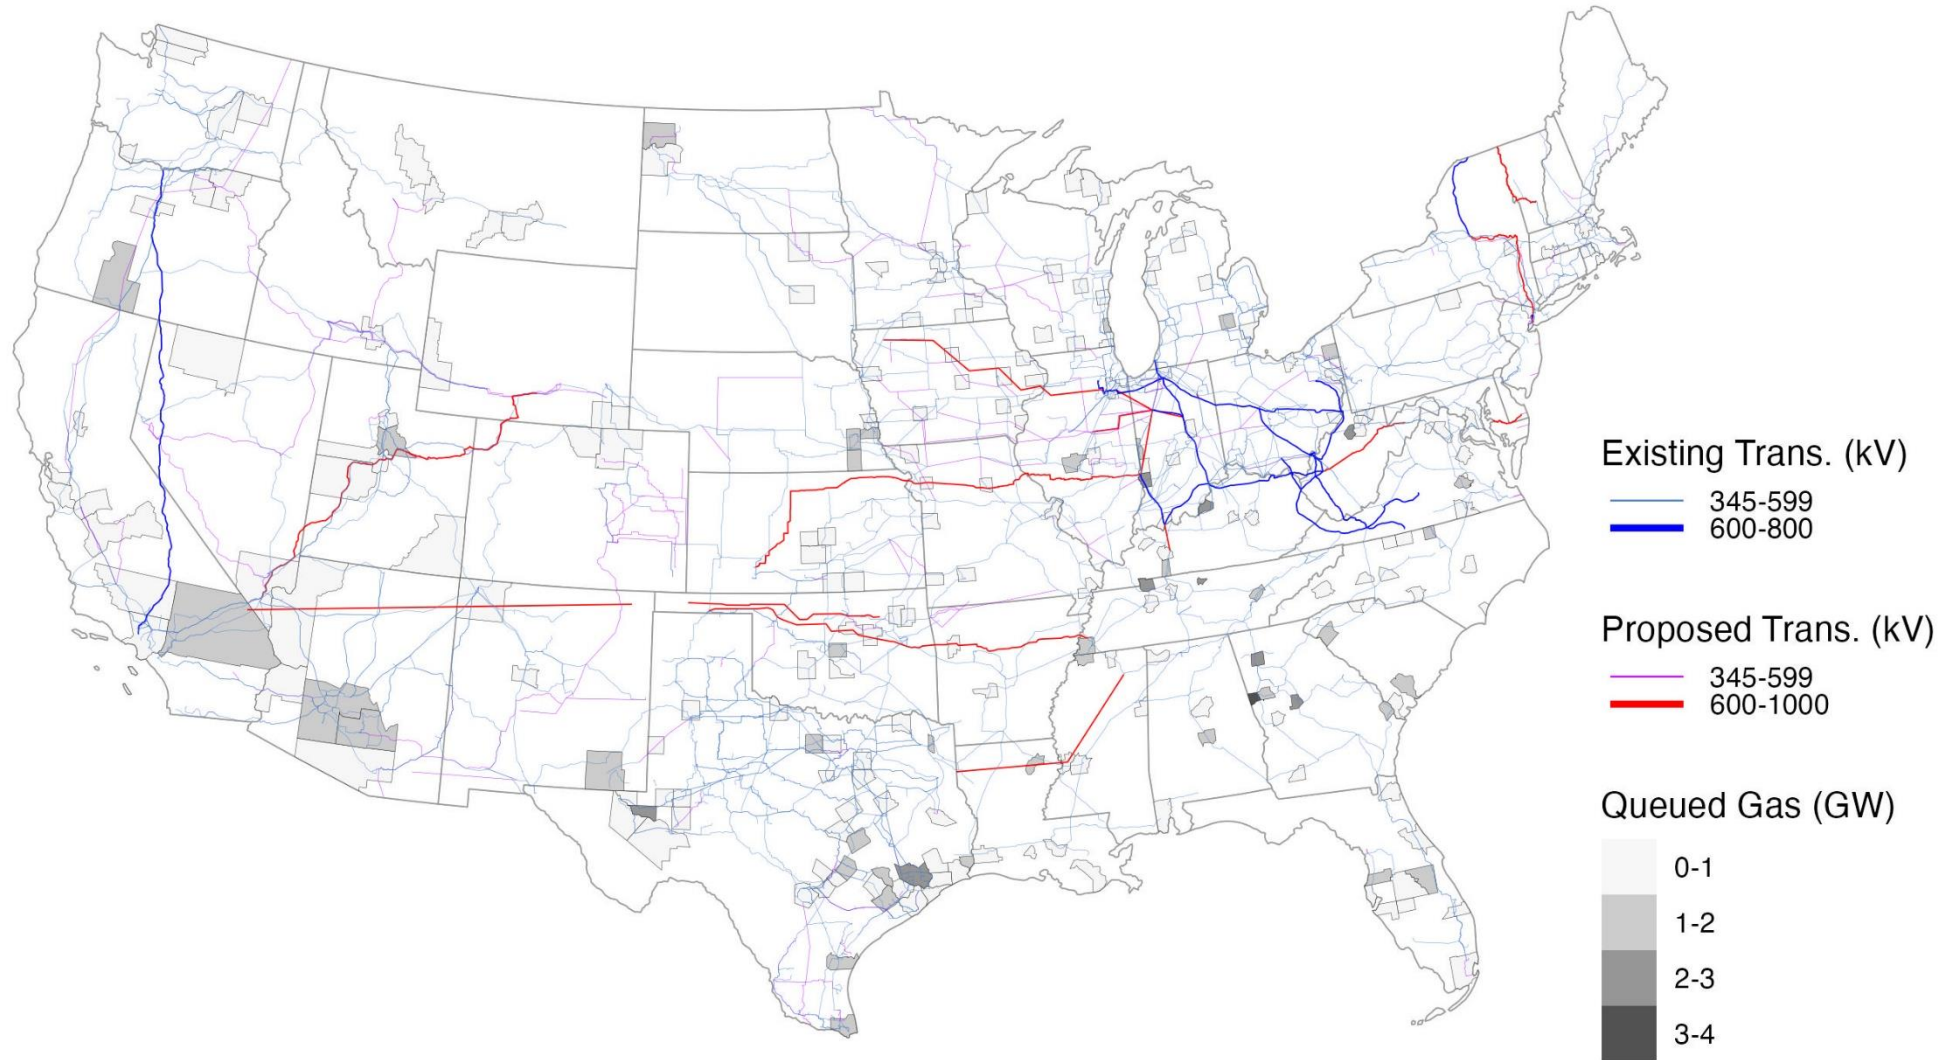 Existing Trans. (kV)
345-599
600-800
Proposed Trans. (kV)
345-599
600-1000
Queued Gas (GW)
0-1
1-2
2-3
3-4